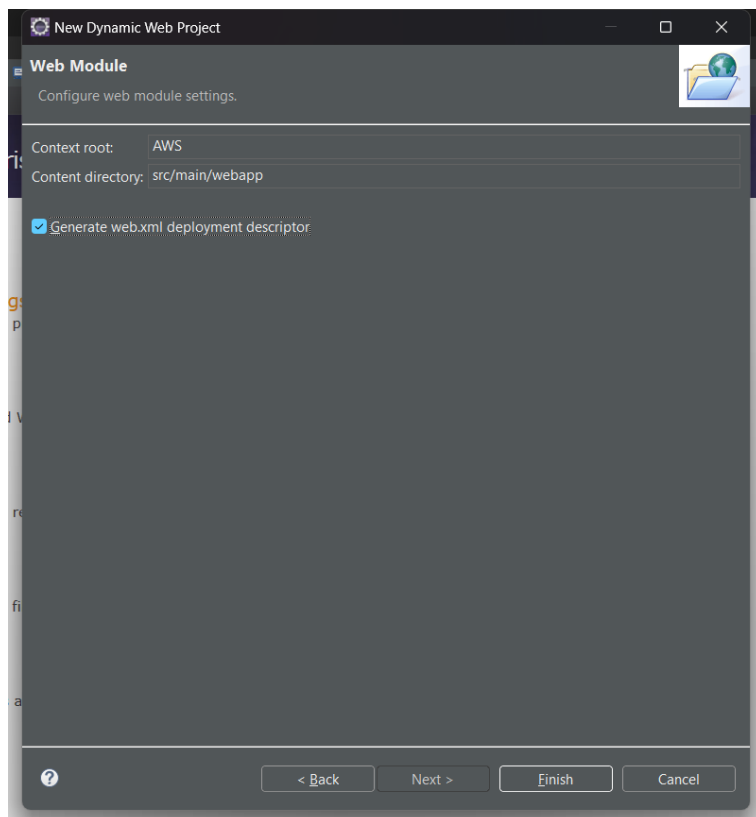 New Dynamic Web Project
Web Module
Configure web module settings.
Context root: AWS
Content directory: src/main/webapp
Generate web.xml deployment descriptor
< Back Next > Finish Cancel